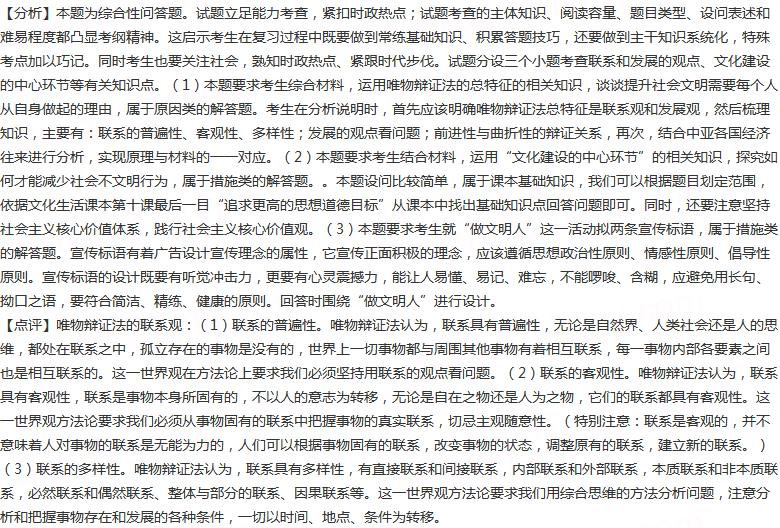 【分析】本题为综合性问答题。试题立足能力考查，紧扣时政热点；试题考查的主体知识、阅读容量、题目类型、设问表述和
难易程度都凸显考纲精神。这启示考生在复习过程中既要做到常练基础知识、积累答题技巧，还要做到主干知识系统化，特殊
考点加以巧记。同时考生也要关注社会，熟知时政热点、紧跟时代步伐。试题分设三个小题考查联系和发展的观点、文化建设
的中心环节等有关知识点。（1）本题要求考生综合材料，运用唯物辩证法的总特征的相关知识，谈谈提升社会文明需要每个人
从自身做起的理由，属于原因类的解答题。考生在分析说明时，首先应该明确唯物辩证法总特征是联系观和发展观，然后梳理
知识，主要有：联系的普遍性、客观性、多样性；发展的观点看问题；前进性与曲折性的辩证关系，再次，结合中亚各国经济
往来进行分析，实现原理与材料的一一对应。（2）本题要求考生结合材料，运用“文化建设的中心环节”的相关知识，探究如
何才能减少社会不文明行为，属于措施类的解答题。。本题设问比较简单，属于课本基础知识，我们可以根据题目划定范围，
依据文化生活课本第十课最后一目“追求更高的思想道德目标”从课本中找出基础知识点回答问题即可。同时，还要注意坚持
社会主义核心价值体系，践行社会主义核心价值观。（3）本题要求考生就“做文明人”这一活动拟两条宣传标语，属于措施类
的解答题。宣传标语有着广告设计宣传理念的属性，它宣传正面积极的理念，应该遵循思想政治性原则、情感性原则、倡导性
原则。宣传标语的设计既要有听觉冲击力，更要有心灵震撼力，能让人易懂、易记、难忘，不能啰唆、含糊，应避免用长句、
拗口之语，要符合简洁、精练、健康的原则。回答时围绕“做文明人”进行设计。
【点评】唯物辩证法的联系观：（1）联系的普遍性。唯物辩证法认为，联系具有普遍性，无论是自然界、人类社会还是人的思
维，都处在联系之中，孤立存在的事物是没有的，世界上一切事物都与周围其他事物有着相互联系，每一事物内部各要素之间
也是相互联系的。这一世界观在方法论上要求我们必须坚持用联系的观点看问题。（2）联系的客观性。唯物辩证法认为，联系
具有客观性，联系是事物本身所固有的，不以人的意志为转移，无论是自在之物还是人为之物，它们的联系都具有客观性。这
一世界观方法论要求我们必须从事物固有的联系中把握事物的真实联系，切忌主观随意性。（特别注意：联系是客观的，并不
意味着人对事物的联系是无能为力的，人们可以根据事物固有的联系，改变事物的状态，调整原有的联系，建立新的联系。）
（3）联系的多样性。唯物辩证法认为，联系具有多样性，有直接联系和间接联系，内部联系和外部联系，本质联系和非本质联
系，必然联系和偶然联系、整体与部分的联系、因果联系等。这一世界观方法论要求我们用综合思维的方法分析问题，注意分
析和把握事物存在和发展的各种条件，一切以时间、地点、条件为转移。